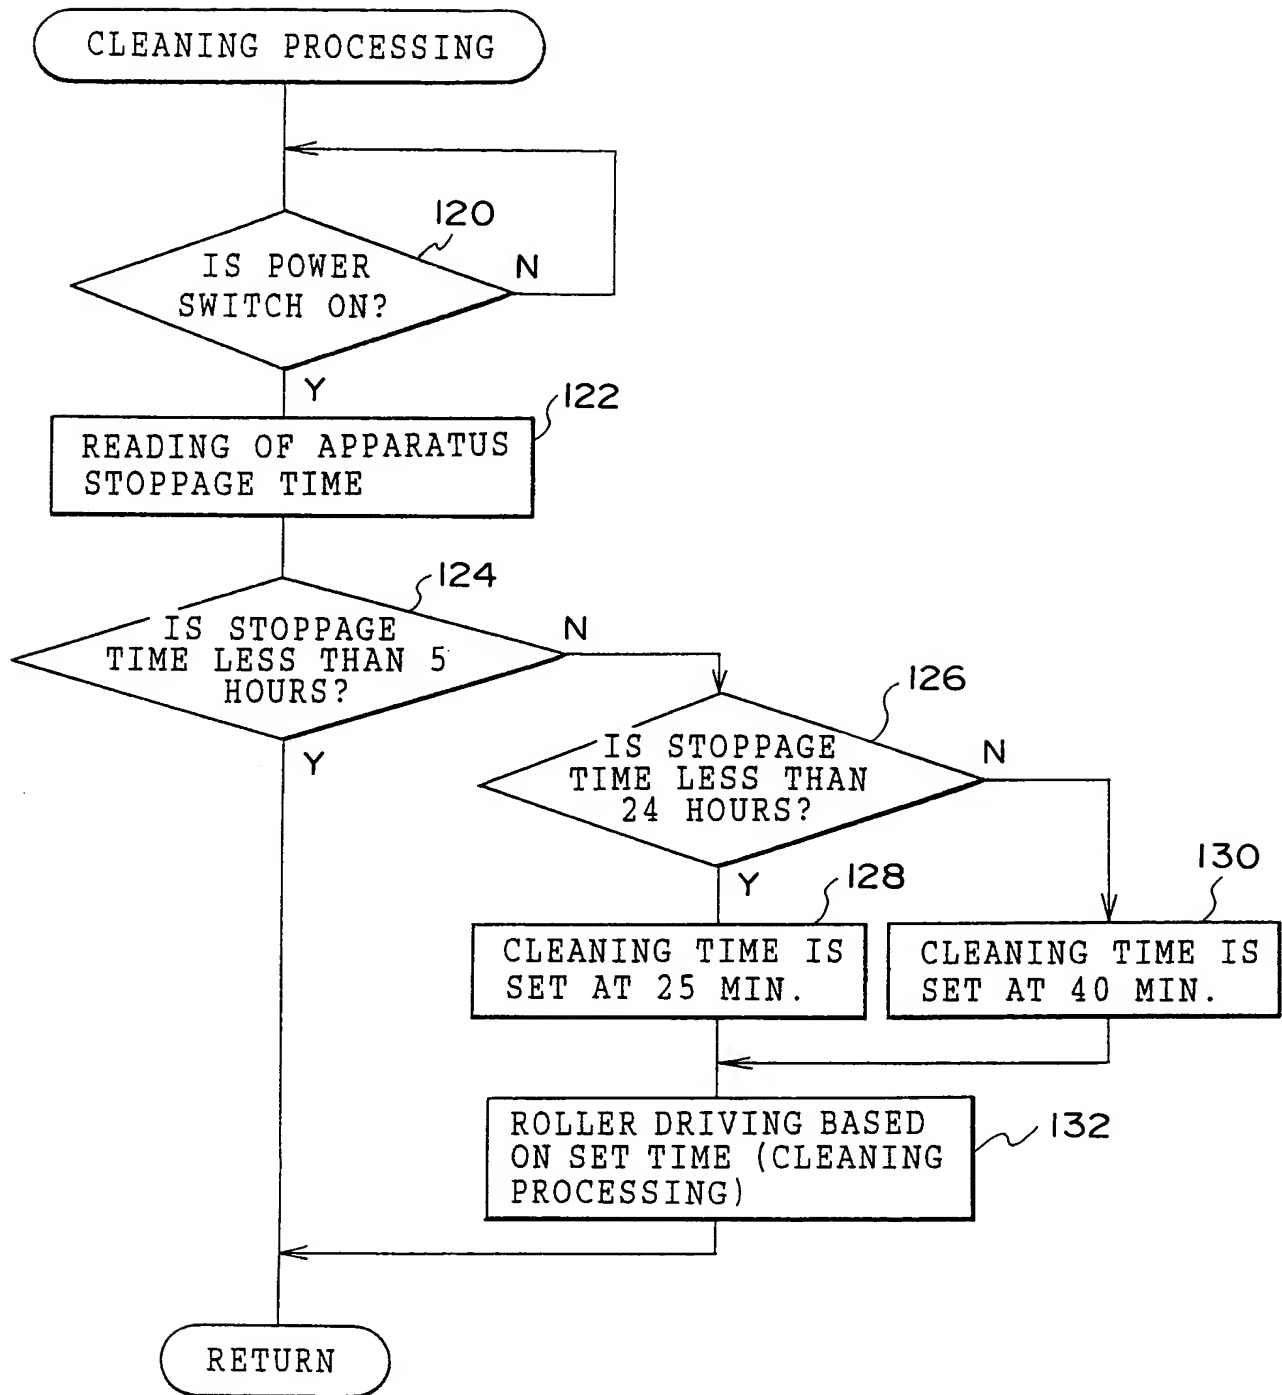 CLEANING PROCESSING
120
IS POWER
SWITCH ON?
N
Y
122
READING OF APPARATUS
STOPPAGE TIME
124
IS STOPPAGE
TIME LESS THAN 5
HOURS?
N
Y
126
IS STOPPAGE
TIME LESS THAN
24 HOURS?
N
Y
128
CLEANING TIME IS
SET AT 25 MIN.
130
CLEANING TIME IS
SET AT 40 MIN.
ROLLER DRIVING BASED
ON SET TIME (CLEANING
PROCESSING)
132
RETURN